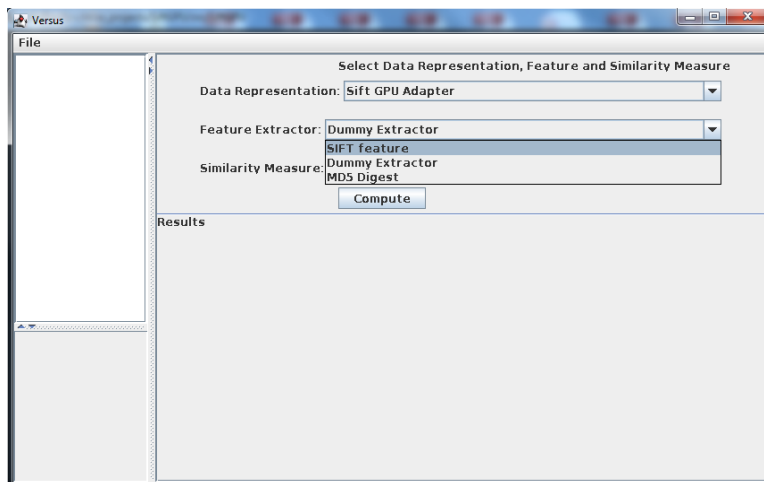 Versus
File
Select Data Representation, Feature and Similarity Measure
Data Representation: Sift GPU Adapter
Feature Extractor: Dummy Extractor
SIFT feature
Dummy Extractor
MD5 Digest
Similarity Measure:
Compute
Results